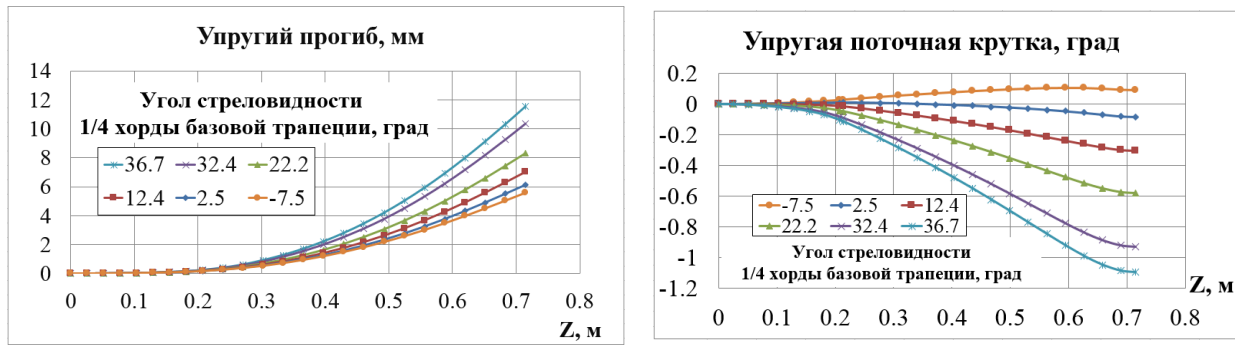 Упругий прогиб, мм
14
12
10
8
6
4
2
0
Угол стреловидности
1/4 хорды базовой трапеции, град
36.7 32.4 22.2
12.4 2.5 -7.5
0 0.1 0.2 0.3 0.4 0.5 0.6 0.7 0.8
Z, м
Упругая поточная крутка, град
0.2
0
-0.2
-0.4
-0.6
-0.8
-1
-1.2
-7.5 2.5 12.4
22.2 32.4 36.7
Угол стреловидности
1/4 хорды базовой трапеции, град
Z, м
0 0.1 0.2 0.3 0.4 0.5 0.6 0.7 0.8